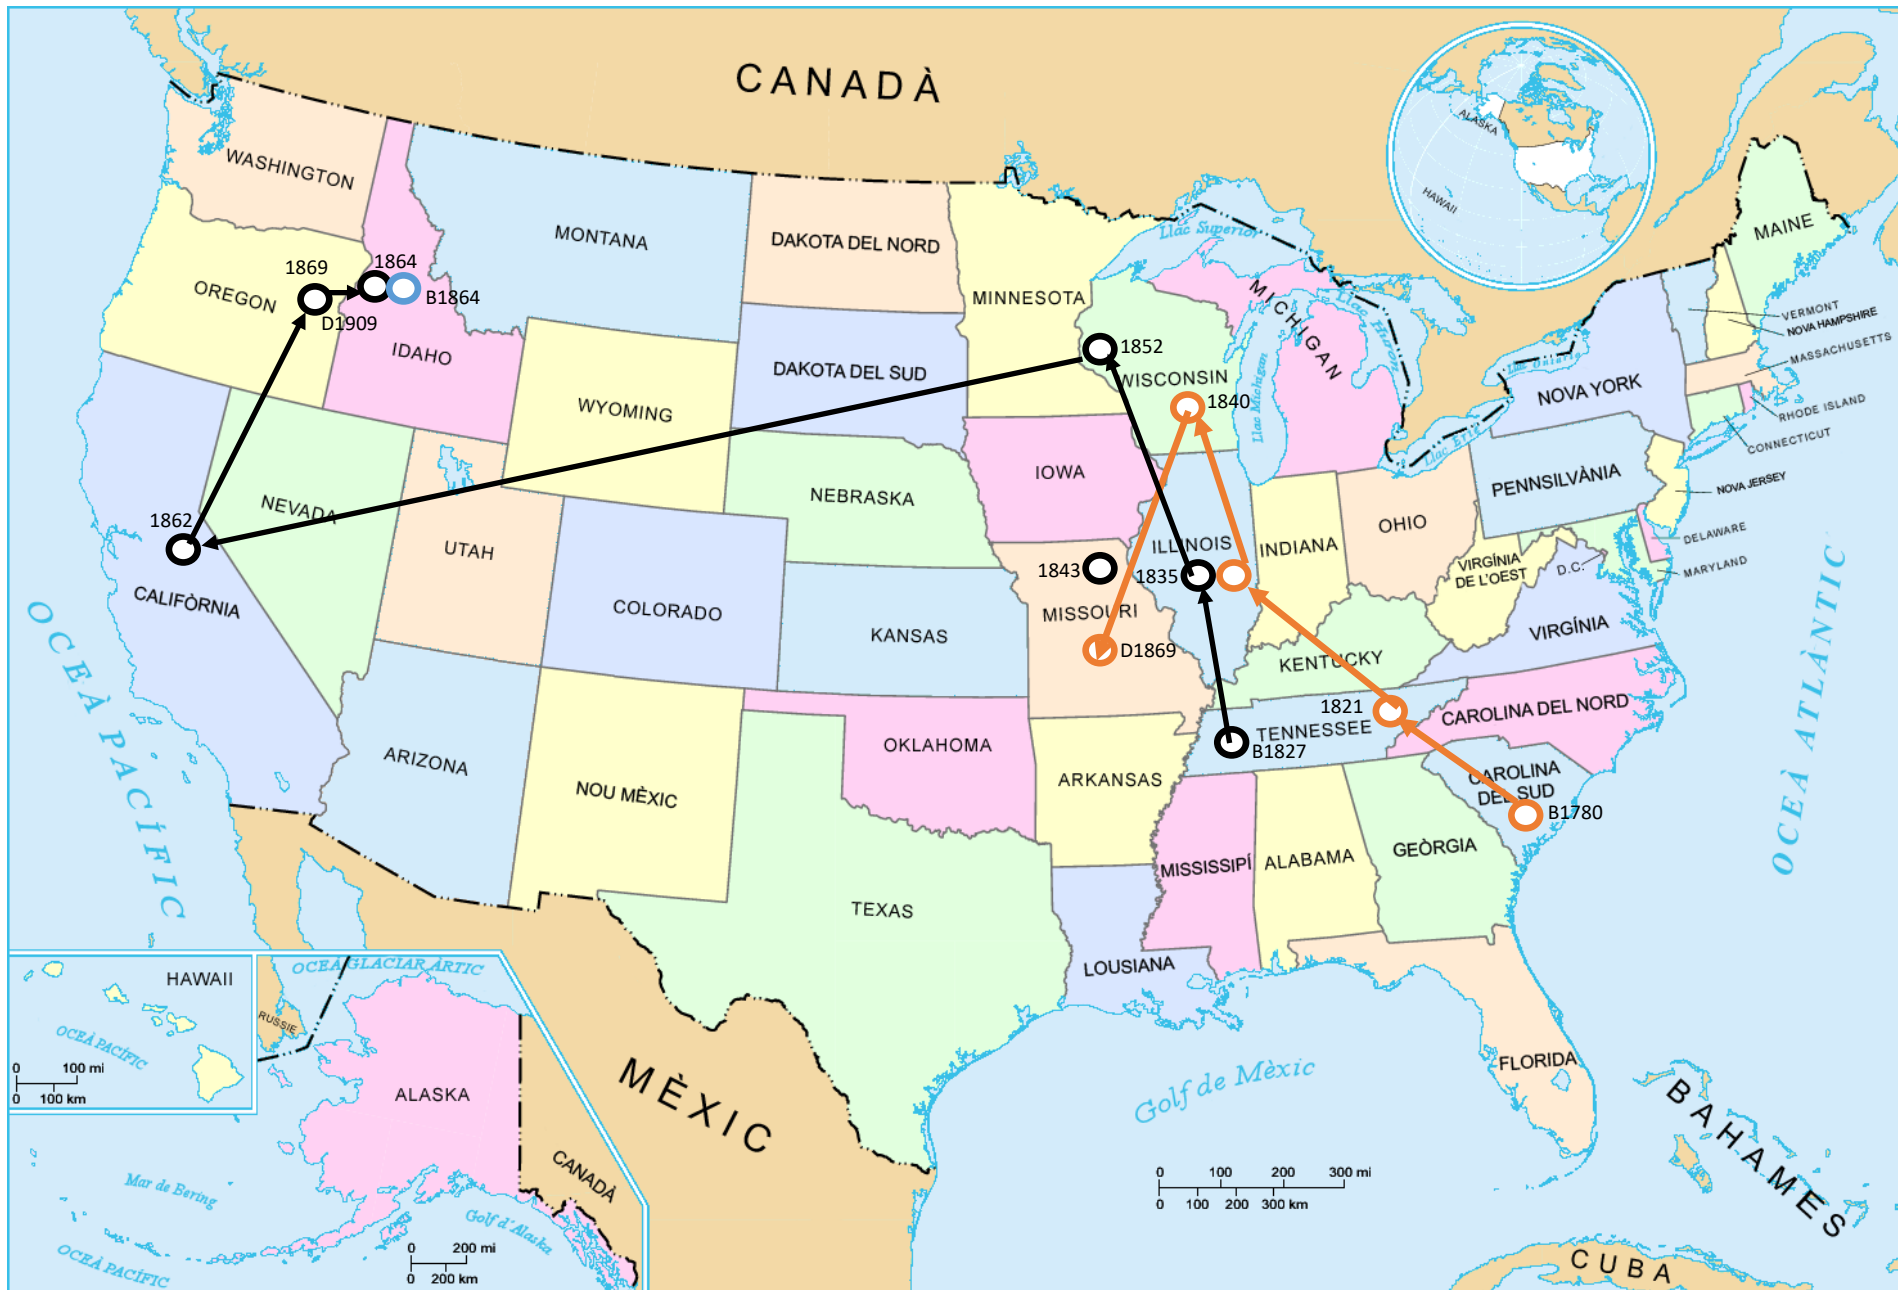 CANADÀ
ALASKA
HAWAII
WASHINGTON
MONTANA
DAKOTA DEL NORD
MINNESOTA
Llac Superior
MICHIGAN
Llac Huron
MAINE
OREGON
1869
1864
B1864
D1909
IDAHO
WYOMING
DAKOTA DEL SUD
1852
WISCONSIN
1840
Llac Michigan
Llac Ontario
Llac Erie
NOVA YORK
VERMONT
NOVA HAMPSHIRE
MASSACHUSETTS
RHODE ISLAND
CONNECTICUT
PENNSILVÀNIA
NOVA JERSEY
DELAWARE
MARYLAND
D.C.
NEVADA
UTAH
1862
CALIFÒRNIA
COLORADO
NEBRASKA
IOWA
KANSAS
1843
MISSOURI
D1869
ILLINOIS
1835
INDIANA
OHIO
VIRGÍNIA
DE L'OEST
VIRGÍNIA
KENTUCKY
1821
TENNESSEE
B1827
CAROLINA DEL NORD
CAROLINA
DEL SUD
B1780
ARIZONA
NOU MÈXIC
OKLAHOMA
ARKANSAS
TEXAS
LOUSIANA
MISSISSIPÍ
ALABAMA
GEÒRGIA
FLORIDA
OCEÀ PACÍFIC
OCEÀ ATLÀNTIC
Golf de Mèxic
MÈXIC
BAHAMES
CUBA
HAWAII
OCEÀ PACÍFIC
0 100 mi
0 100 km
OCEÀ GLACIAR ÀRTIC
RUSSIE
ALASKA
CANADÀ
Mar de Bering
Golf d'Alaska
OCEÀ PACÍFIC
0 200 mi
0 200 km
0 100 200 300 mi
0 100 200 300 km